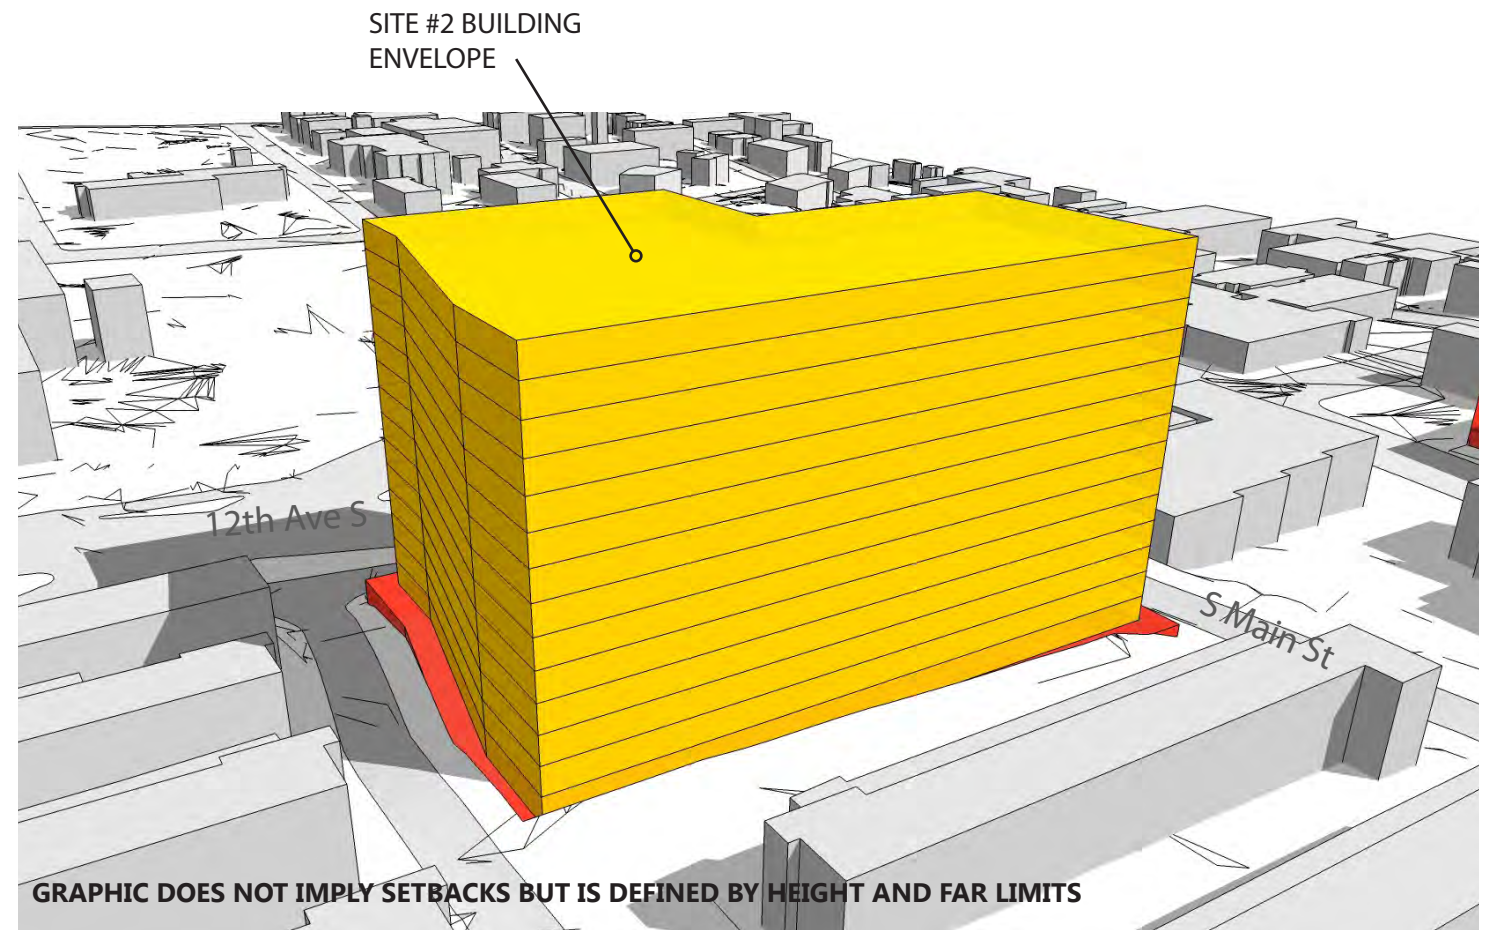 SITE #2 BUILDING
ENVELOPE
12th Ave S
S Main St
GRAPHIC DOES NOT IMPLY SETBACKS BUT IS DEFINED BY HEIGHT AND FAR LIMITS